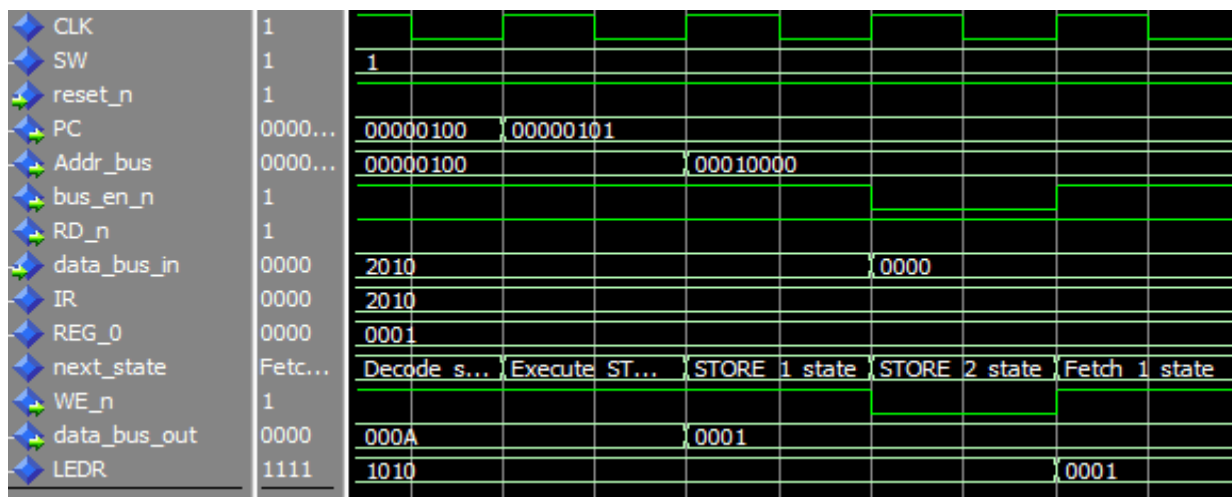 CLK 1
SW 1 1
reset_n 1
PC 0000... 00000100 00000101
Addr_bus 0000... 00000100 00010000
bus_en_n 1
RD_n 1
data_bus_in 0000 2010 0000
IR 0000 2010
REG_0 0000 0001
next_state Fetc... Decode s... Execute ST... STORE 1 state STORE 2 state Fetch 1 state
WE_n 1
data_bus_out 0000 000A 0001
LEDR 1111 1010 0001